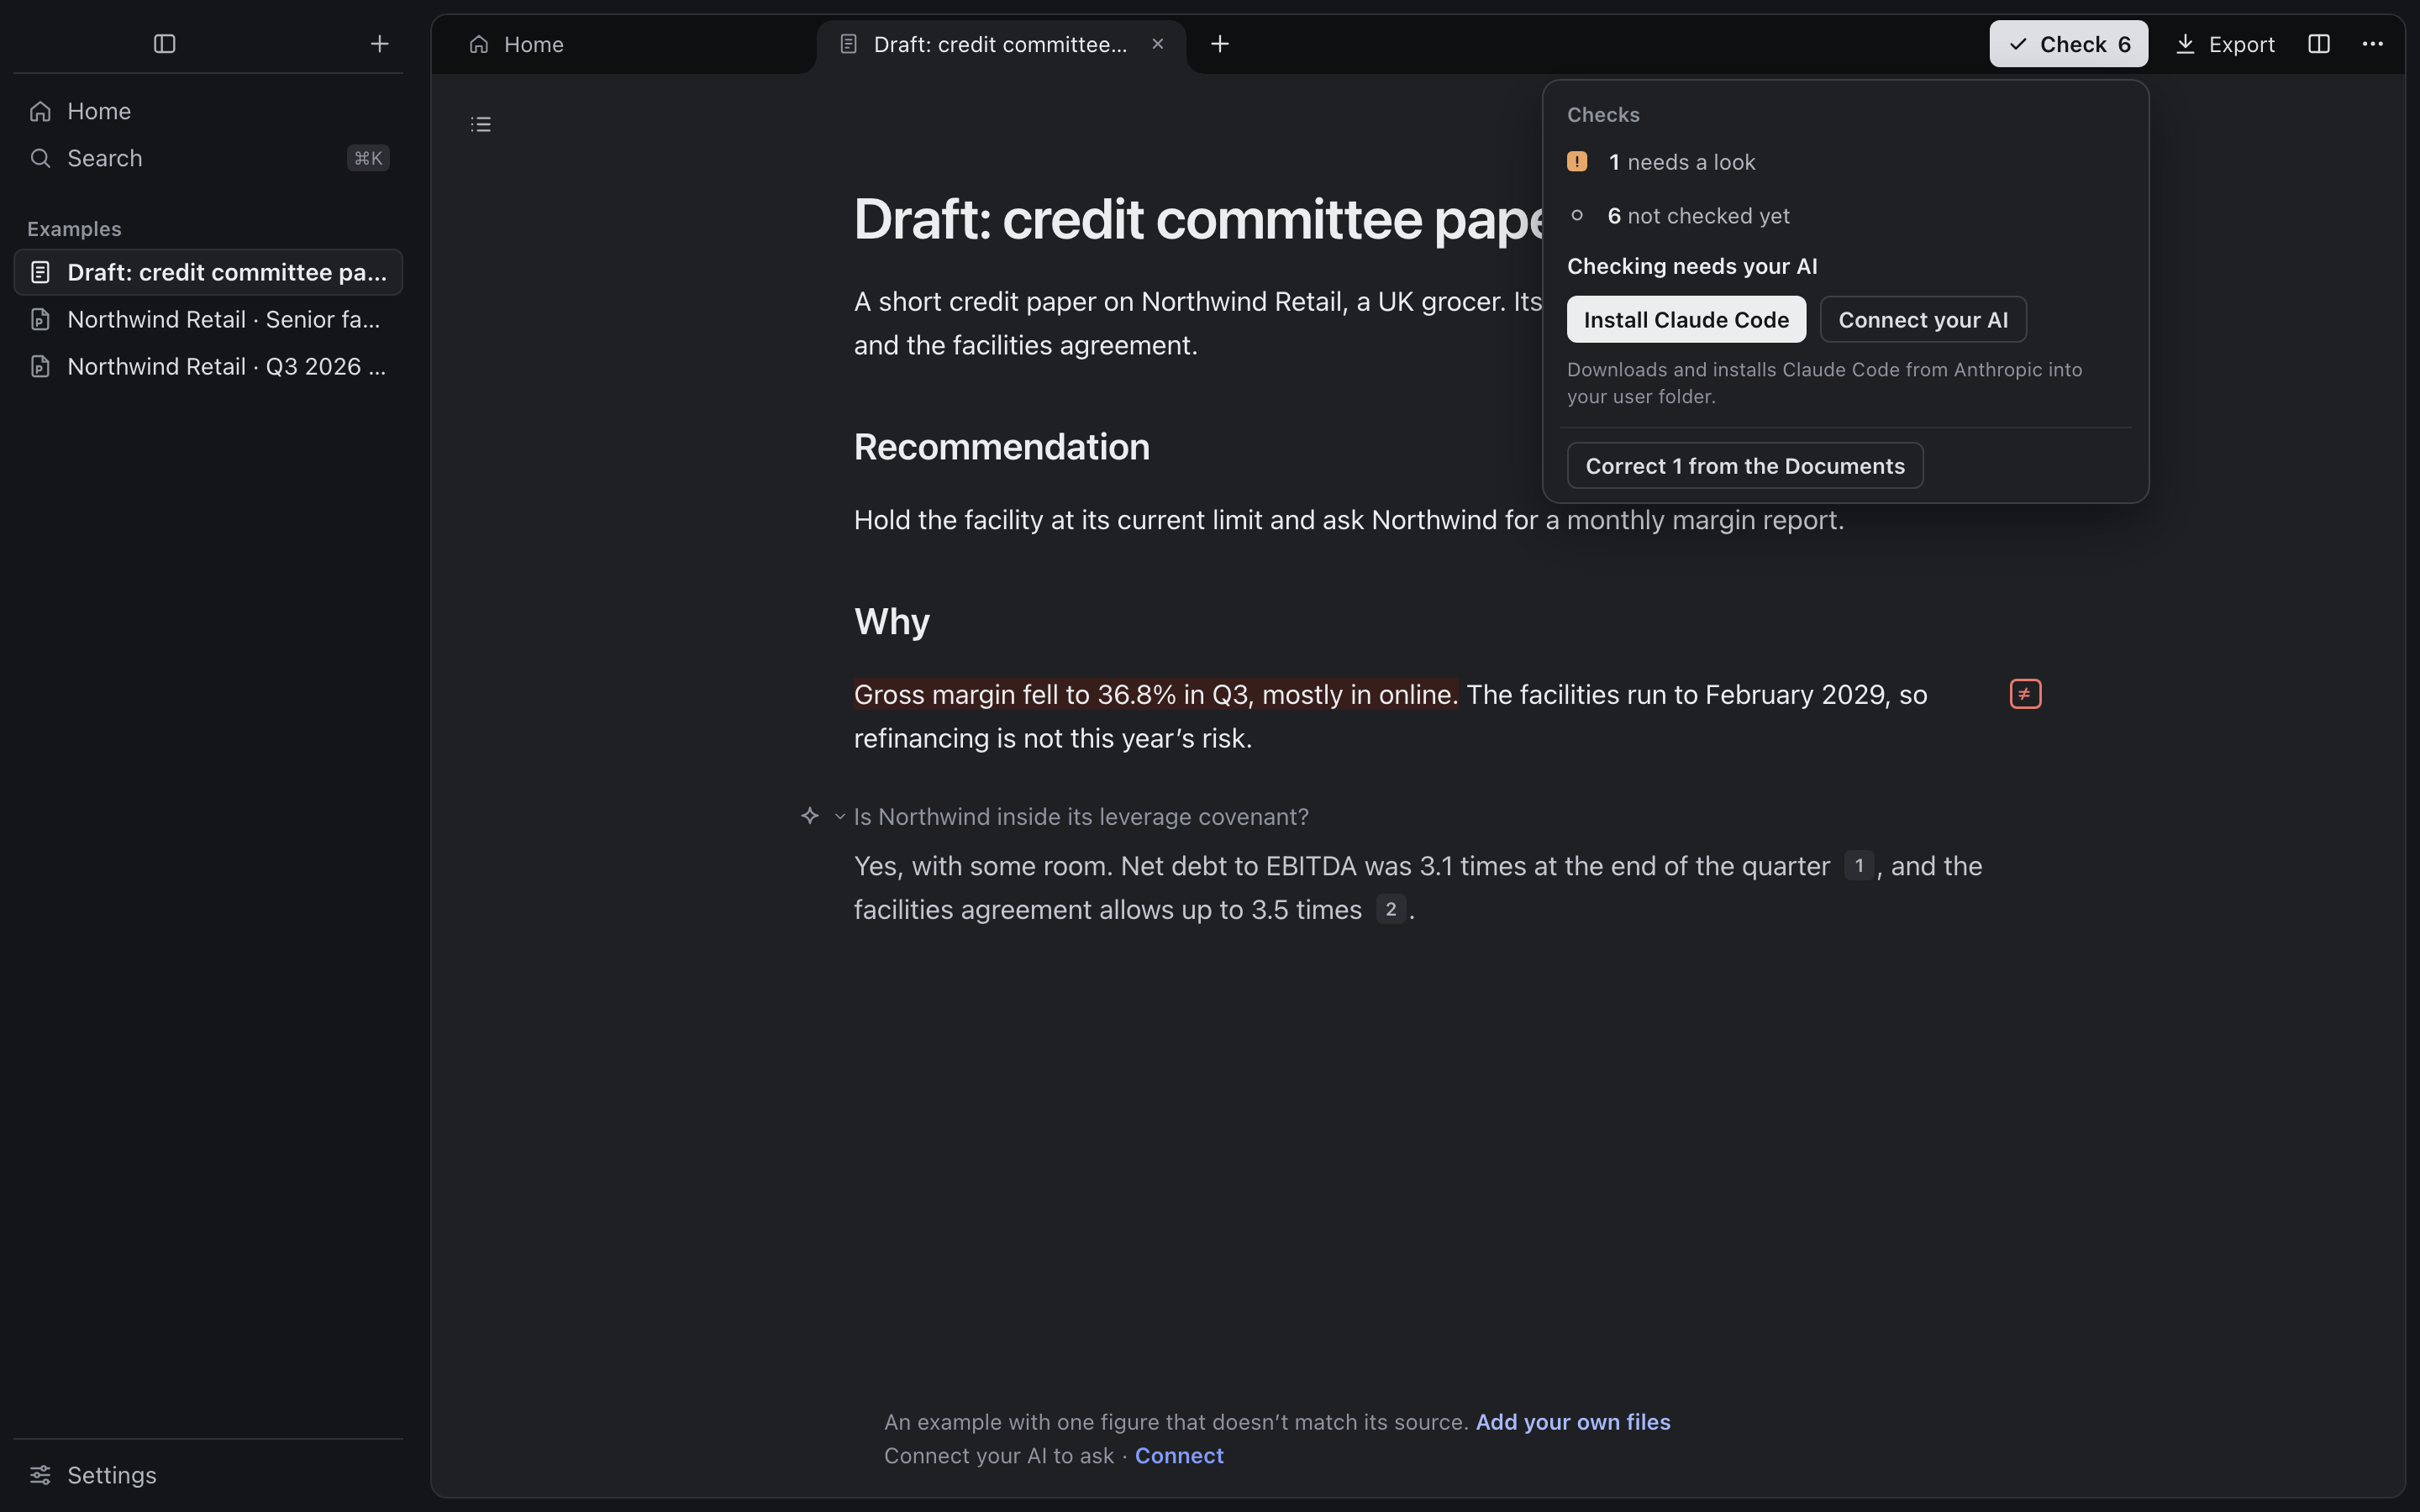 Home
Draft: credit committee...
Check 6
Export
Home
Search
⌘K
Examples
Draft: credit committee pa...
Northwind Retail · Senior fa...
Northwind Retail · Q3 2026 ...
Settings
Checks
1 needs a look
6 not checked yet
Checking needs your AI
Install Claude Code
Connect your AI
Downloads and installs Claude Code from Anthropic into
your user folder.
Correct 1 from the Documents
Draft: credit committee
A short credit paper on Northwind Retail, a UK grocer. Its
and the facilities agreement.
Recommendation
Hold the facility at its current limit and ask Northwind for a monthly margin report.
Why
Gross margin fell to 36.8% in Q3, mostly in online. The facilities run to February 2029, so
≠
refinancing is not this year’s risk.
Is Northwind inside its leverage covenant?
Yes, with some room. Net debt to EBITDA was 3.1 times at the end of the quarter 1, and the
facilities agreement allows up to 3.5 times 2.
An example with one figure that doesn’t match its source. Add your own files
Connect your AI to ask · Connect